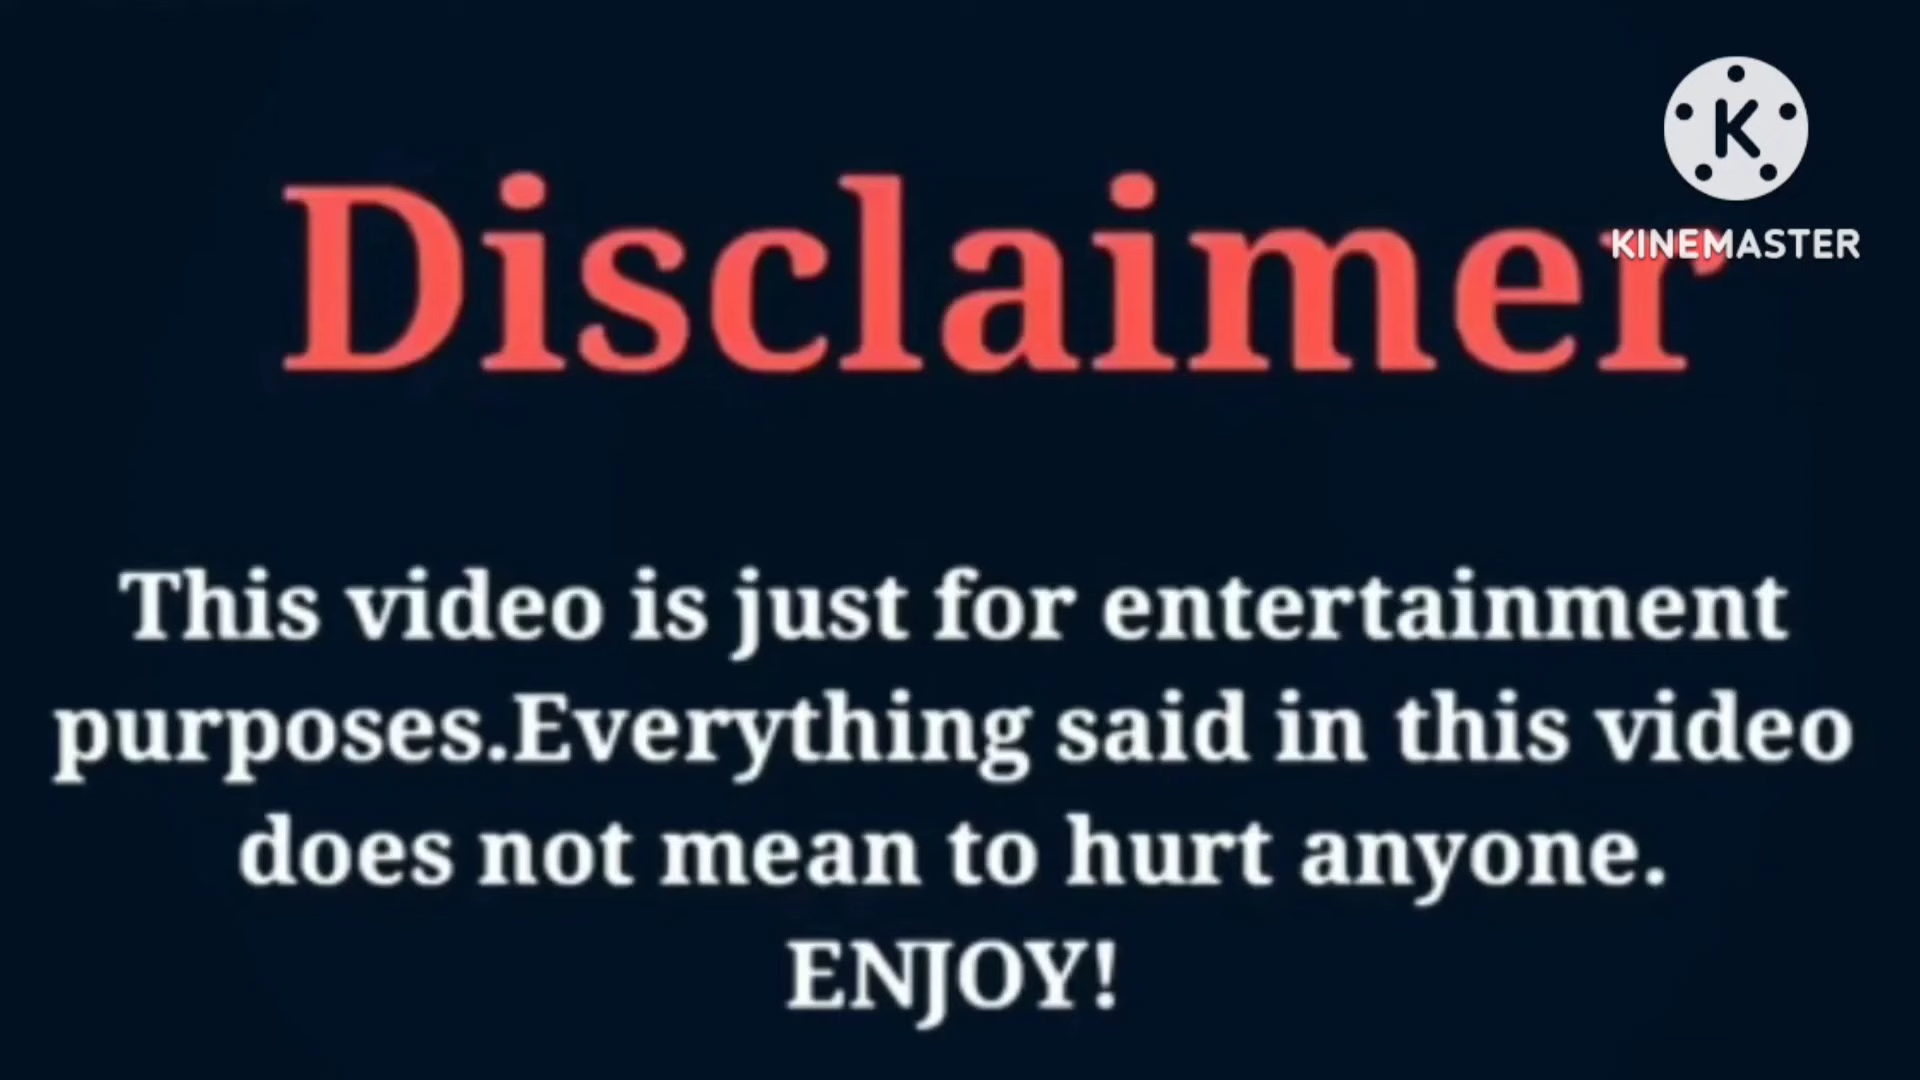 KINEMASTER
Disclaimer
This video is just for entertainment
purposes.Everything said in this video
does not mean to hurt anyone.
ENJOY!